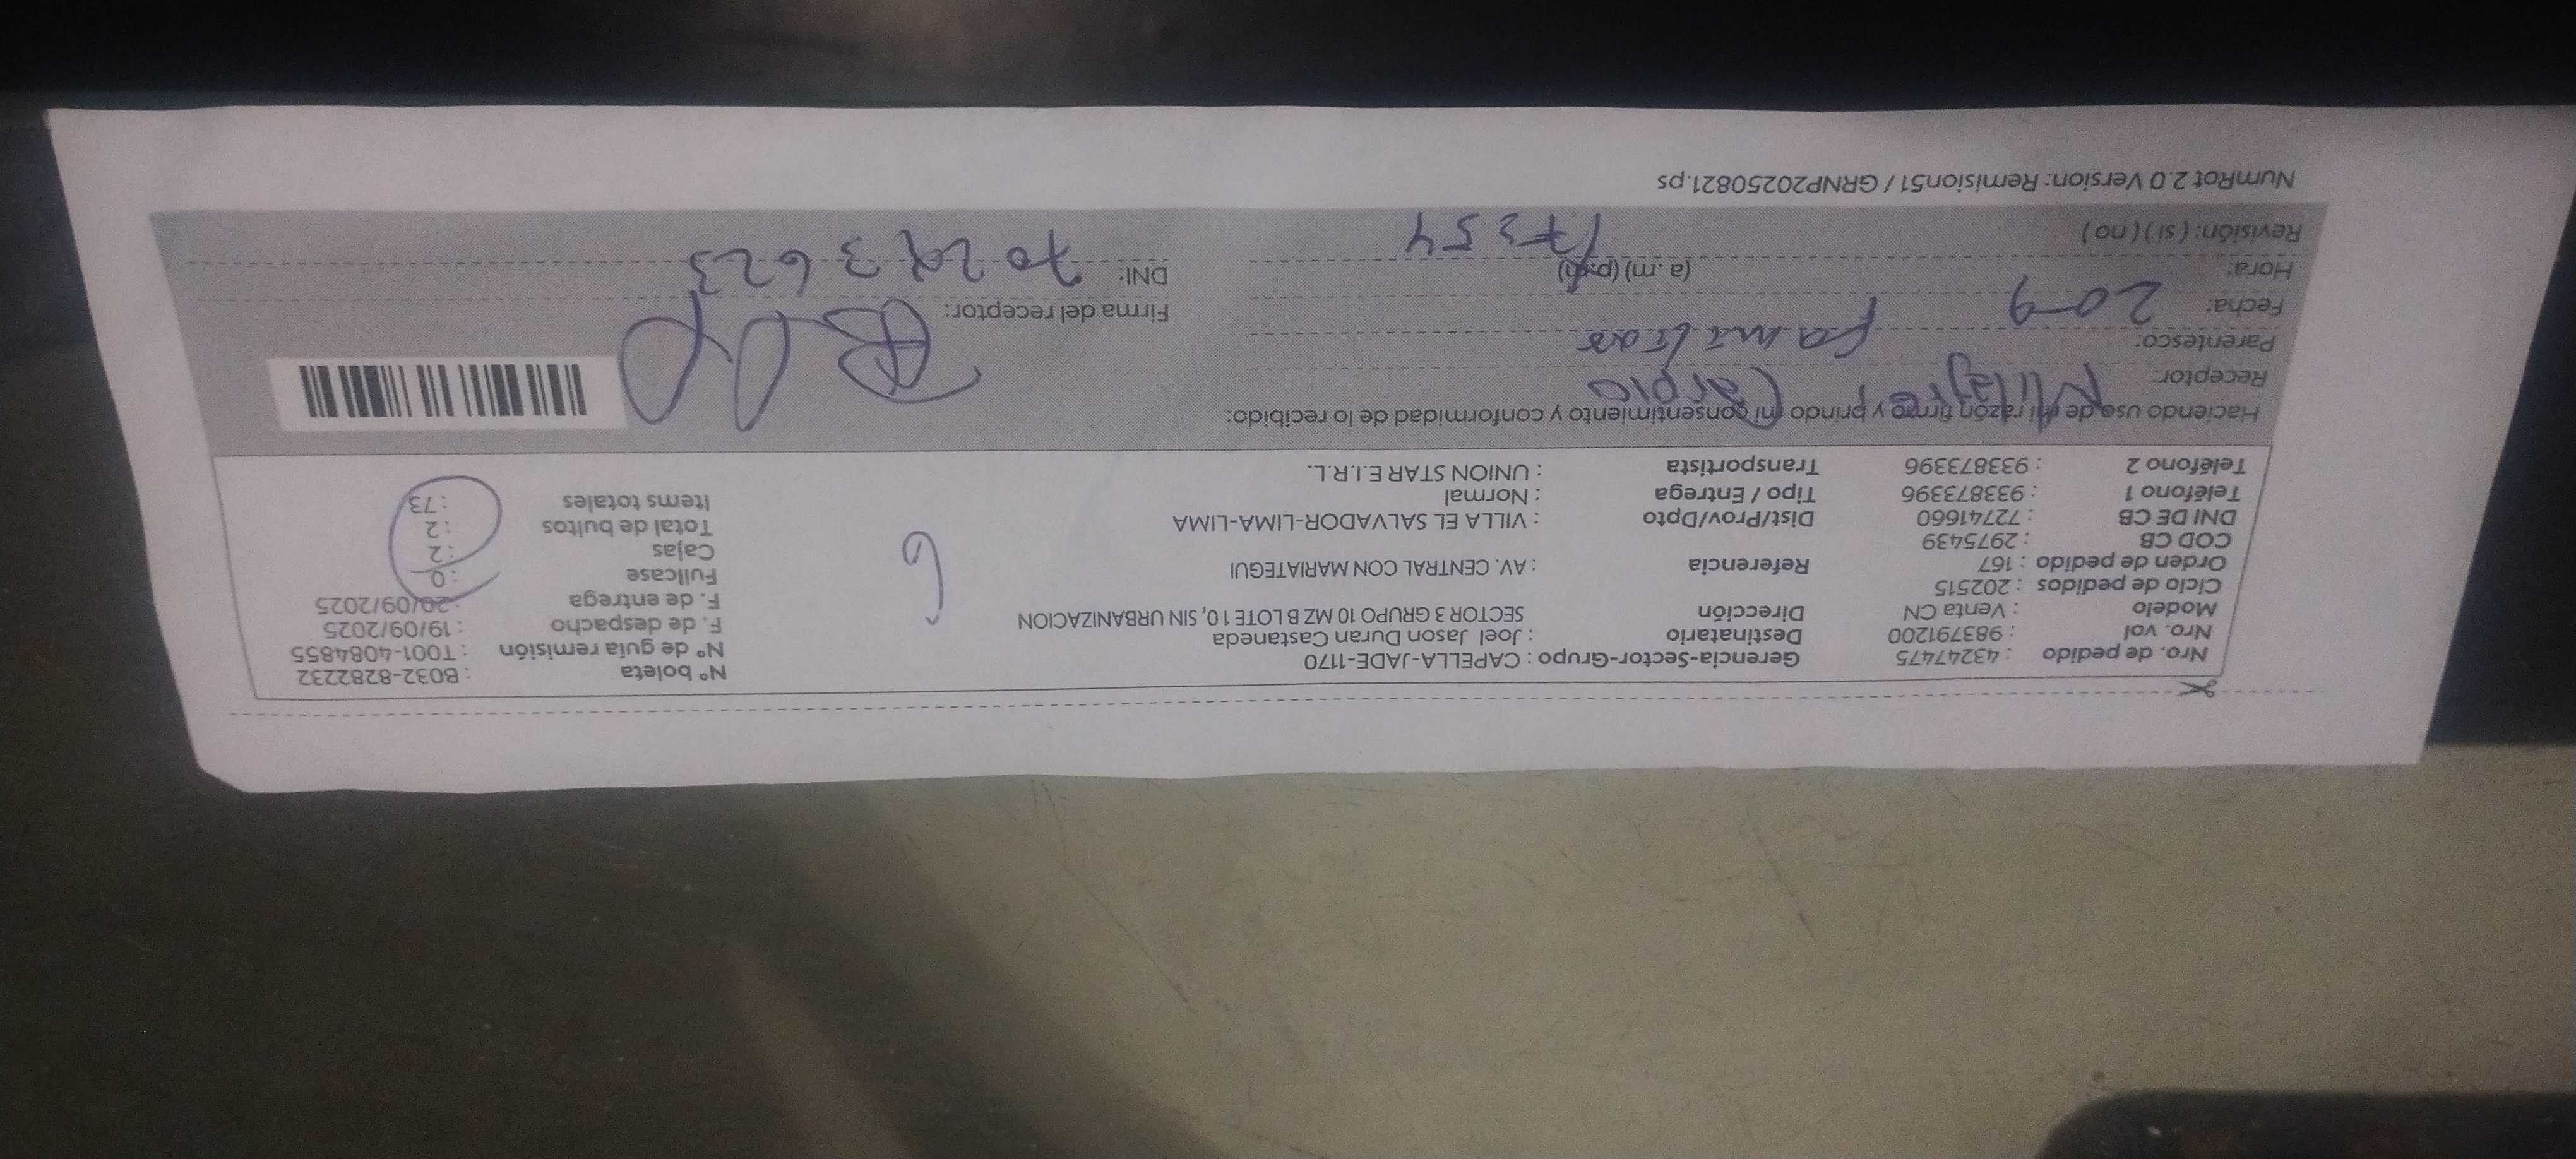 Nro. de pedido : 43247475 Gerencia-Sector-Grupo : CAPELLA-JADE-1170 N° boleta : B032-8282232
Nro. vol : 983791200 Destinatario : Joel Jason Duran Castaneda N° de guía remisión : T001-4084855
Modelo : Venta CN Dirección SECTOR 3 GRUPO 10 MZ B LOTE 10, SIN URBANIZACION F. de despacho : 19/09/2025
Ciclo de pedidos : 202515 F. de entrega : 20/09/2025
Orden de pedido : 167 Referencia : AV. CENTRAL CON MARIATEGUI Fullcase : 0
COD CB : 2975439 Cajas : 2
DNI DE CB : 72741660 Dist/Prov/Dpto : VILLA EL SALVADOR-LIMA-LIMA Total de bultos : 2
Teléfono 1 : 933873396 Tipo / Entrega : Normal Items totales : 73
Teléfono 2 : 933873396 Transportista : UNION STAR E.I.R.L.
Haciendo uso de mi razón firmo y brindo mi consentimiento y conformidad de lo recibido:
Receptor: Carpio
Parentesco: familiar Firma del receptor:
Fecha: 20-9 DNI:
Hora: (a. m) (p.m)
Revisión: ( si ) ( no )
NumRot 2.0 Version: Remision51 / GRNP20250821.ps